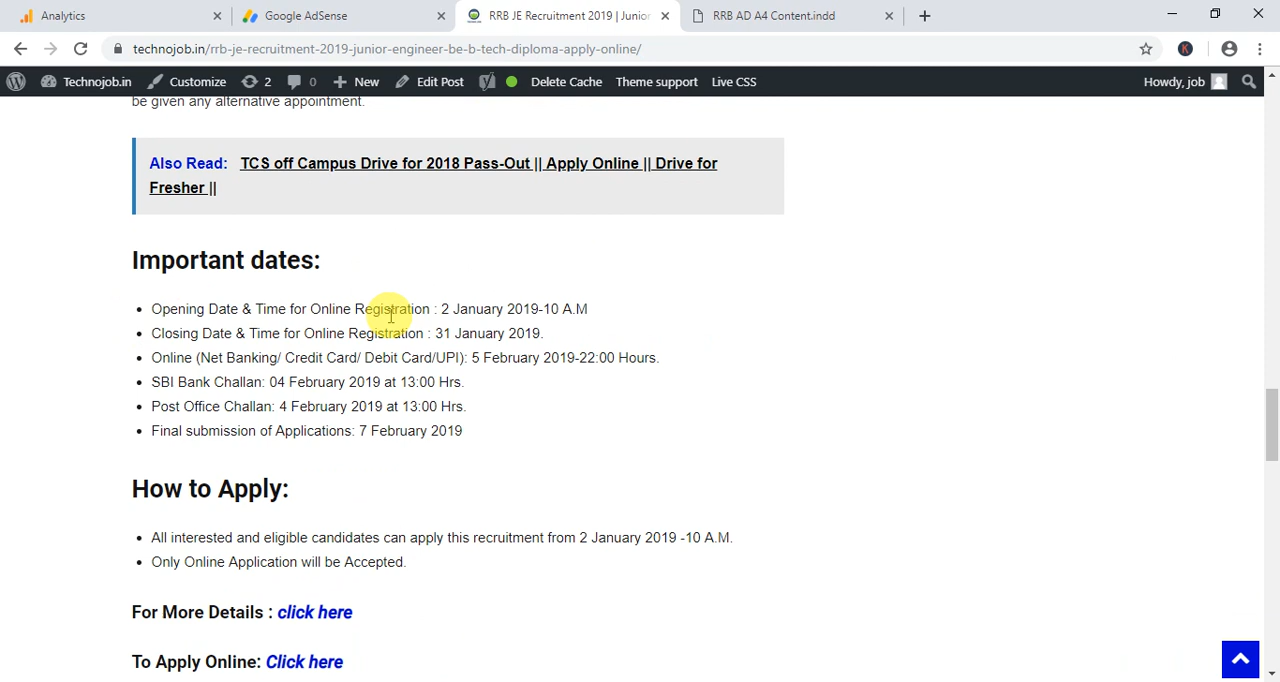 Analytics
Google AdSense
RRB JE Recruitment 2019 | Junior
RRB AD A4 Content.indd
technojob.in/rrb-je-recruitment-2019-junior-engineer-be-b-tech-diploma-apply-online/
Technojob.in Customize 2 0 New Edit Post Delete Cache Theme support Live CSS Howdy, job
be given any alternative appointment.
Also Read: TCS off Campus Drive for 2018 Pass-Out || Apply Online || Drive for
Fresher ||
Important dates:
• Opening Date & Time for Online Registration : 2 January 2019-10 A.M
• Closing Date & Time for Online Registration : 31 January 2019.
• Online (Net Banking/ Credit Card/ Debit Card/UPI): 5 February 2019-22:00 Hours.
• SBI Bank Challan: 04 February 2019 at 13:00 Hrs.
• Post Office Challan: 4 February 2019 at 13:00 Hrs.
• Final submission of Applications: 7 February 2019
How to Apply:
• All interested and eligible candidates can apply this recruitment from 2 January 2019 -10 A.M.
• Only Online Application will be Accepted.
For More Details : click here
To Apply Online: Click here